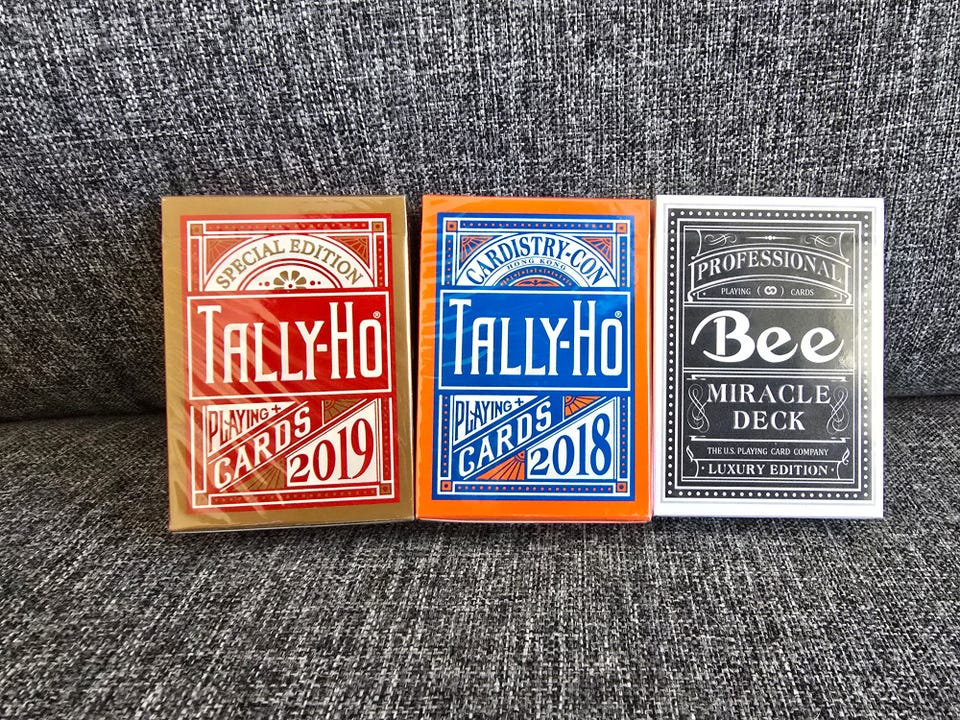 SPECIAL EDITION
TALLY-HO®
PLAYING +
CARDS
2019
CARDISTRY-CON
HONG KONG
TALLY-HO®
PLAYING +
CARDS
2018
PROFESSIONAL
PLAYING CARDS
Bee®
MIRACLE
DECK
THE U.S. PLAYING CARD COMPANY
· LUXURY EDITION ·